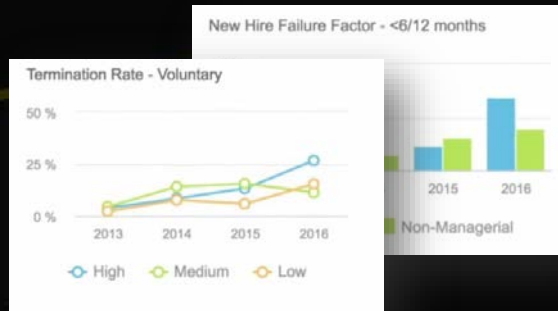 New Hire Failure Factor - <6/12 months
Termination Rate - Voluntary
50 %
25 %
0 %
2013 2014 2015 2016
High Medium Low
2015 2016
Non-Managerial